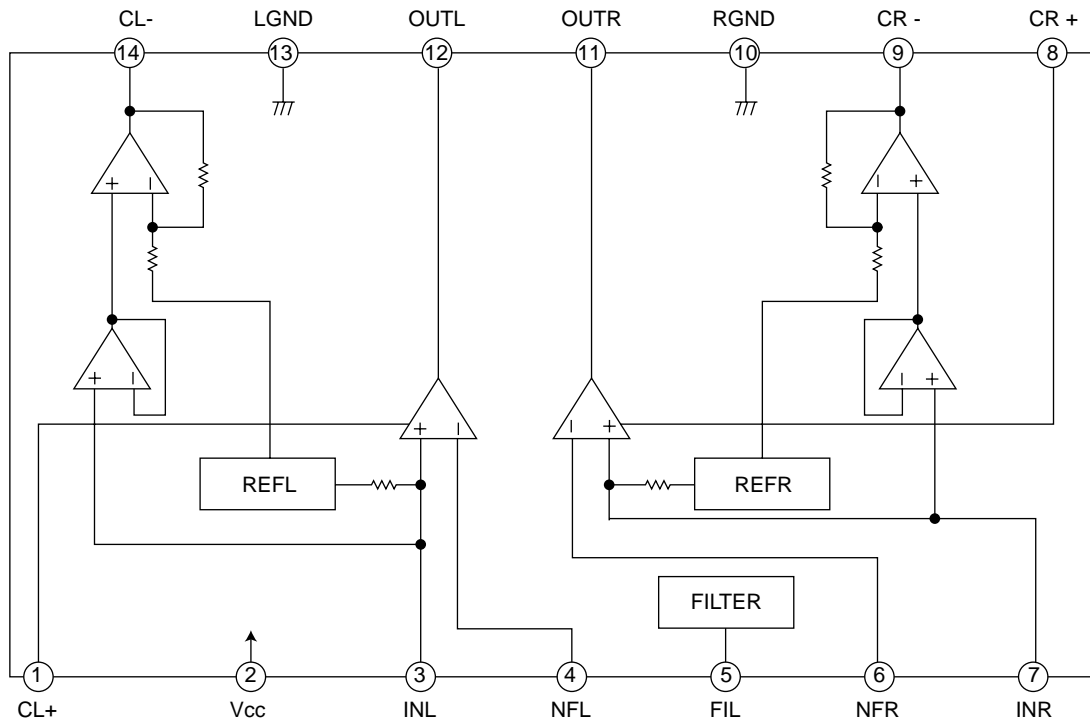 CL- LGND OUTL OUTR RGND CR - CR +
14 13 12 11 10 9 8
+ − − +
+ − − +
+ − − +
REFL REFR
FILTER
1 2 3 4 5 6 7
CL+ Vcc INL NFL FIL NFR INR